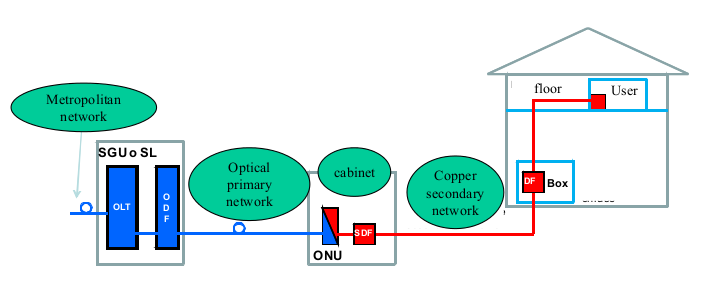 floor
User
Metropolitan
network
SGU o SL
Optical
primary
network
cabinet
Copper
secondary
network
DF
Box
OLT
O
D
F
SDF
ONU